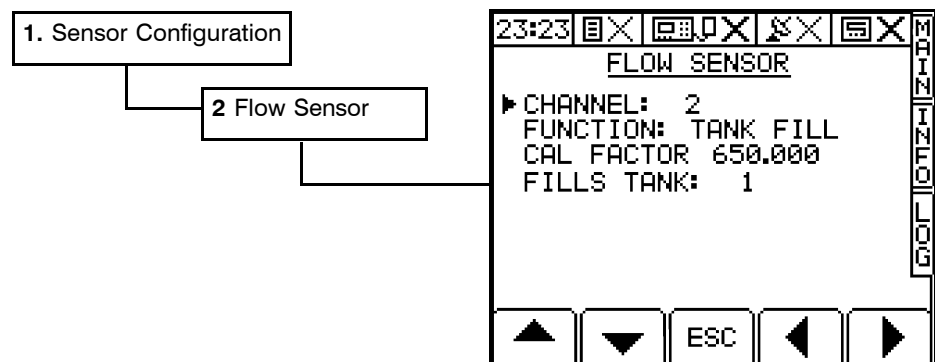 1. Sensor Configuration
2 Flow Sensor
23:23
FLOW SENSOR
CHANNEL: 2
FUNCTION: TANK FILL
CAL FACTOR 650.000
FILLS TANK: 1
MAIN
INFO
LOG
ESC